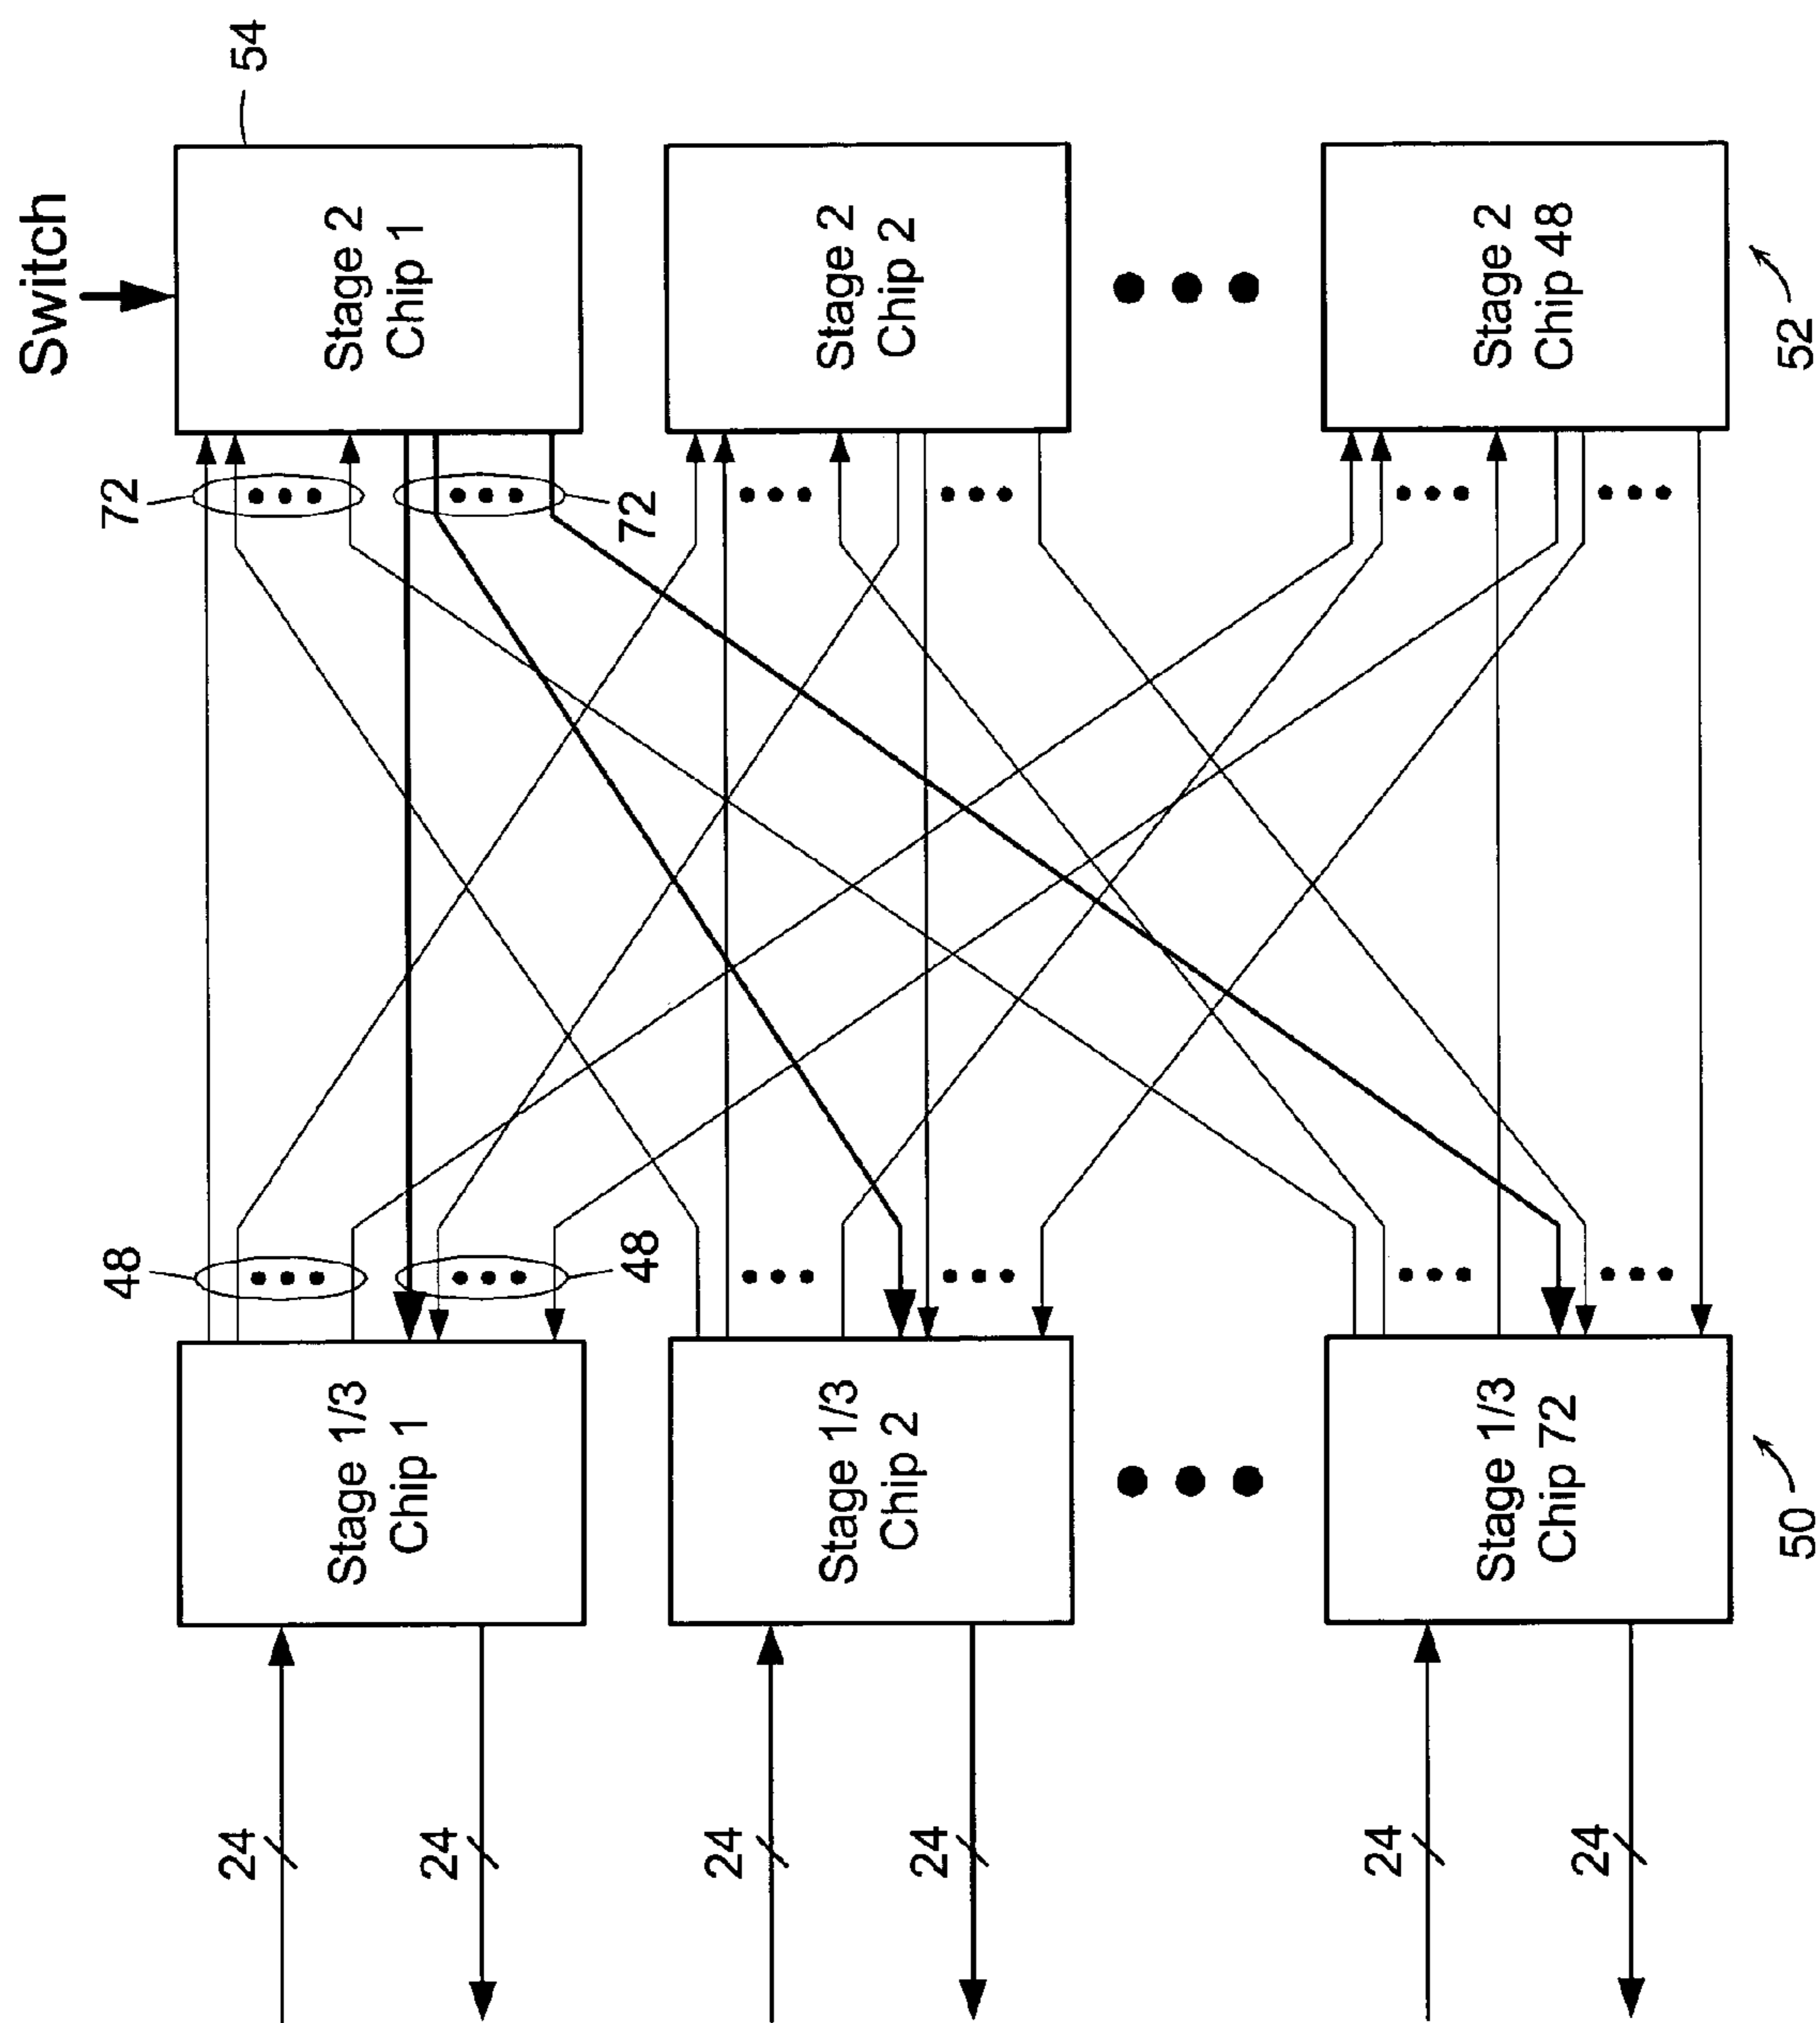 Switch
54
Stage 2
Chip 1
72
72
Stage 2
Chip 2
Stage 2
Chip 48
52
48
48
Stage 1/3
Chip 1
Stage 1/3
Chip 2
Stage 1/3
Chip 72
50
24
24
24
24
24
24